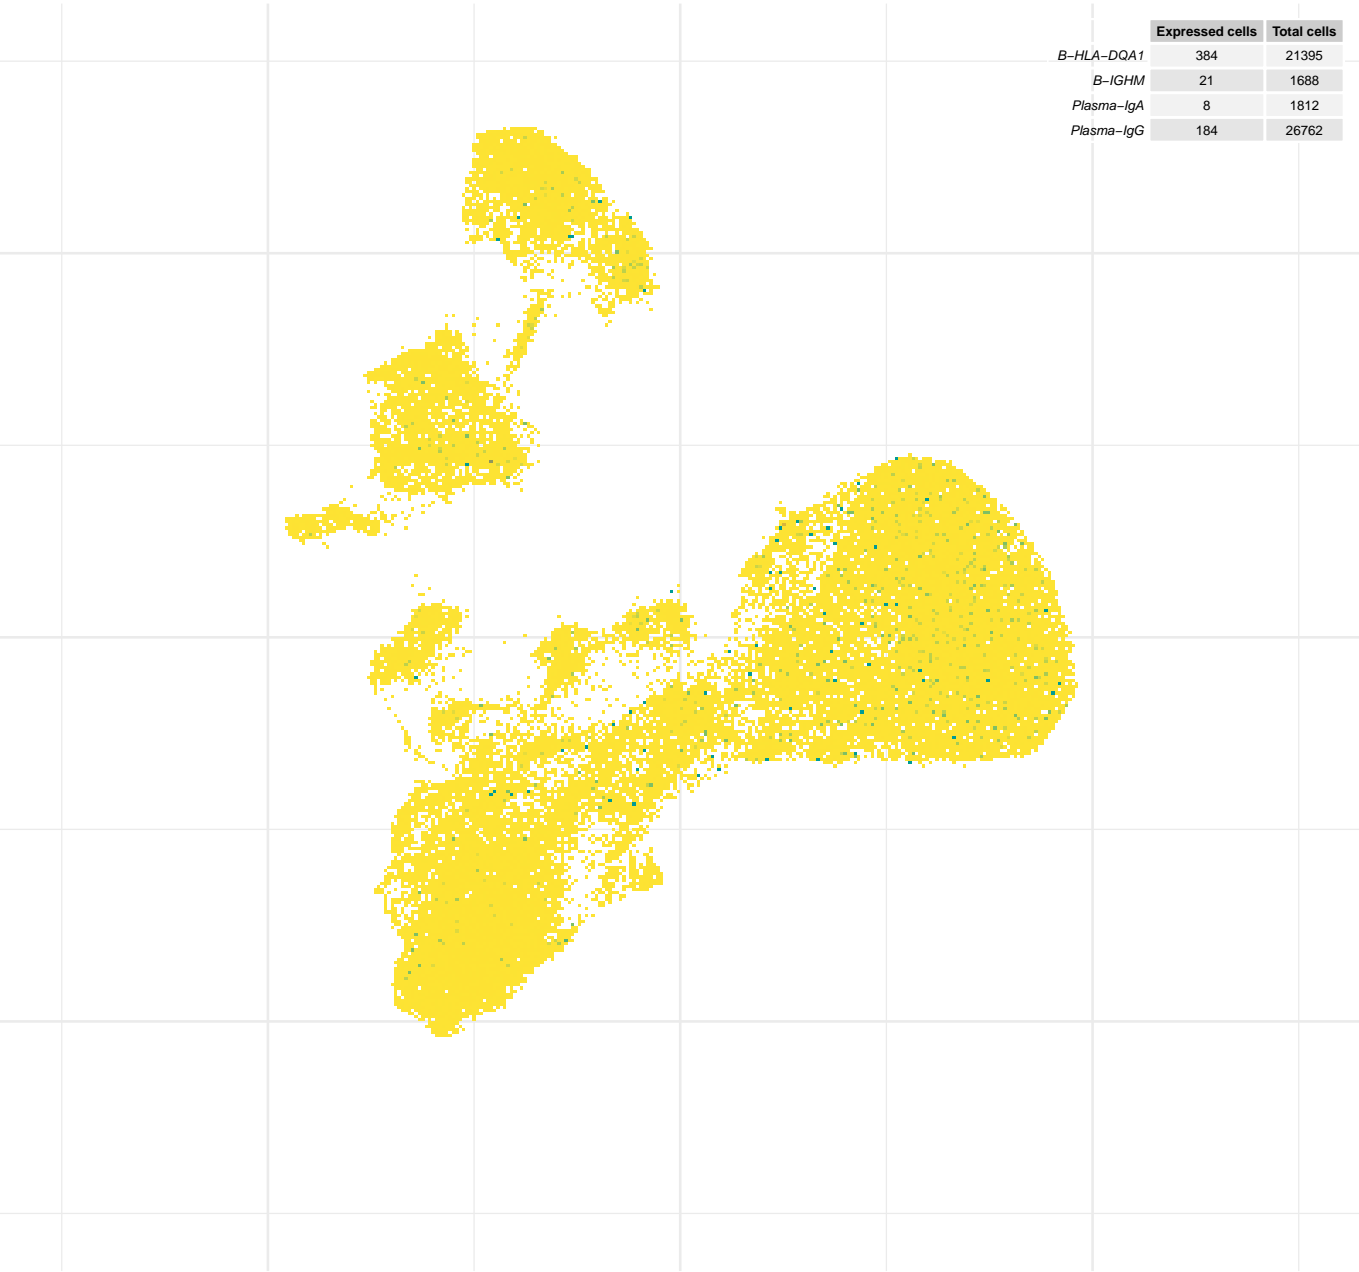 Expressed cells Total cells
B−HLA−DQA1 384 21395
B−IGHM 21 1688
Plasma−IgA 8 1812
Plasma−IgG 184 26762